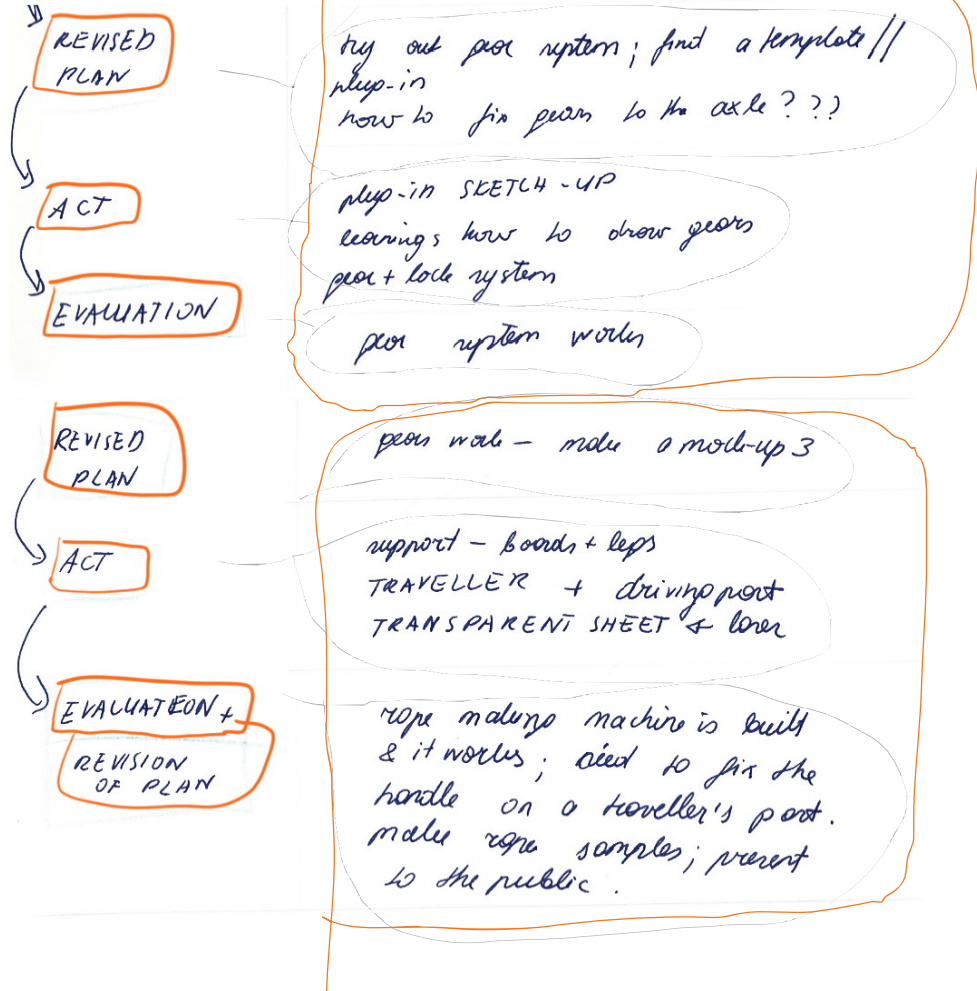 REVISED
PLAN
try out gear system; find a template //
plug-in
how to fix gears to the axle???
ACT
plug-in SKETCH-UP
learnings how to draw gears
gear + lock system
EVALUATION
gear system works
REVISED
PLAN
gears work - make a mock-up 3
ACT
support - boards + legs
TRAVELLER + driving part
TRANSPARENT SHEET & laser
EVALUATION +
REVISION
OF PLAN
rope making machine is built
& it works; need to fix the
handle on a traveller's part.
make rope samples; present
to the public.